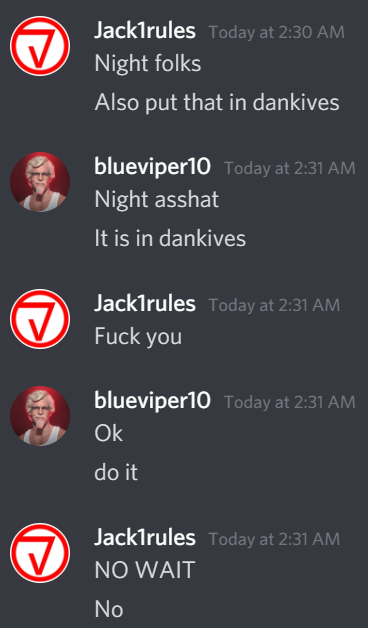 Jack1rules Today at 2:30 AM
Night folks
Also put that in dankives
blueviper10 Today at 2:31 AM
Night asshat
It is in dankives
Jack1rules Today at 2:31 AM
Fuck you
blueviper10 Today at 2:31 AM
Ok
do it
Jack1rules Today at 2:31 AM
NO WAIT
No